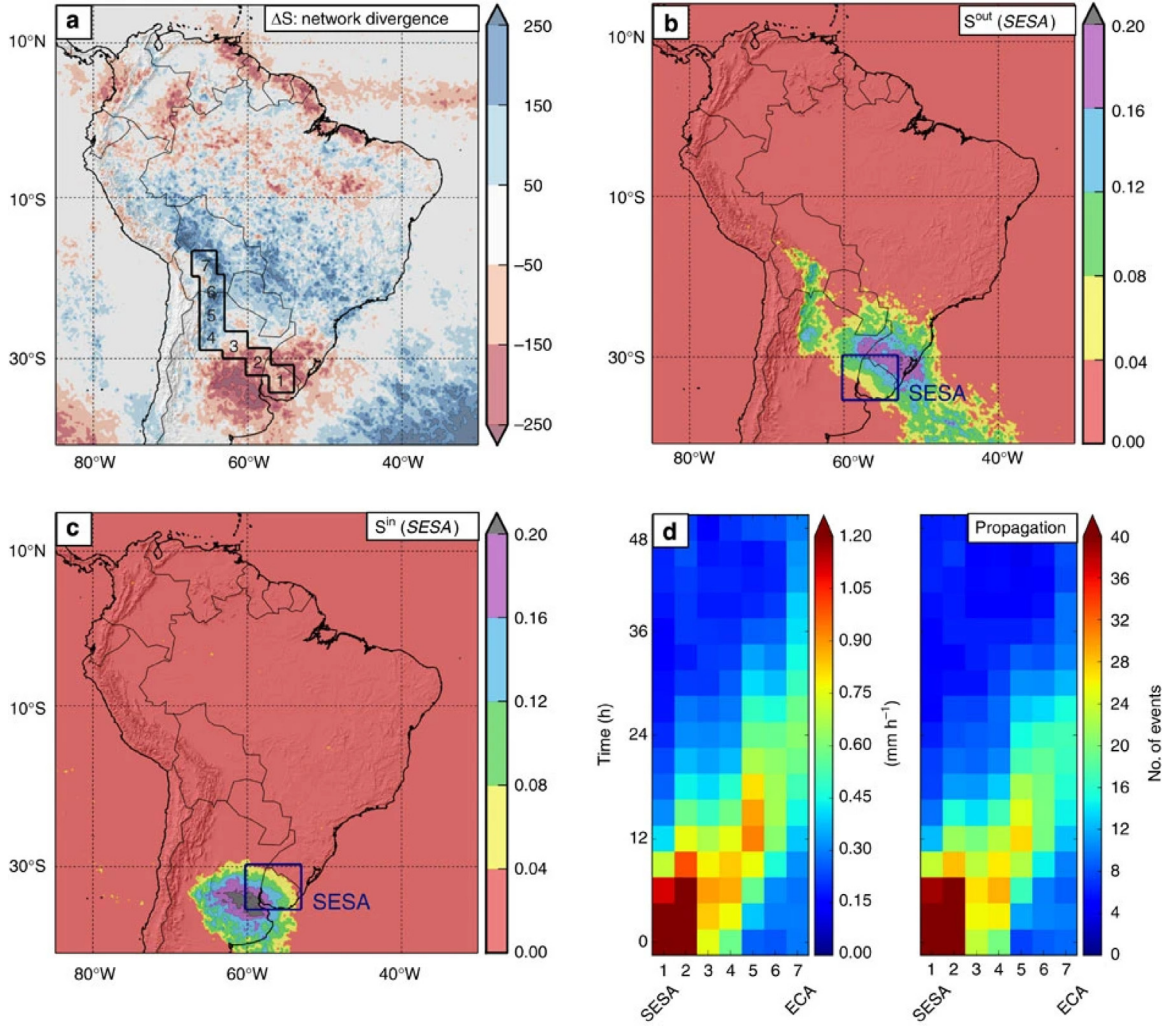 a
ΔS: network divergence
10°N
10°S
30°S
80°W
60°W
40°W
7
6
5
4
3
2
1
250
150
50
−50
−150
−250
b
S^out (SESA)
10°N
10°S
30°S
80°W
60°W
40°W
SESA
0.20
0.16
0.12
0.08
0.04
0.00
c
S^in (SESA)
10°N
10°S
30°S
80°W
60°W
40°W
SESA
0.20
0.16
0.12
0.08
0.04
0.00
d
Time (h)
48
36
24
12
0
1 2 3 4 5 6 7
SESA
ECA
1.20
1.05
0.90
0.75
0.60
0.45
0.30
0.15
0.00
(mm h⁻¹)
Propagation
1 2 3 4 5 6 7
SESA
ECA
40
36
32
28
24
20
16
12
8
4
0
No. of events